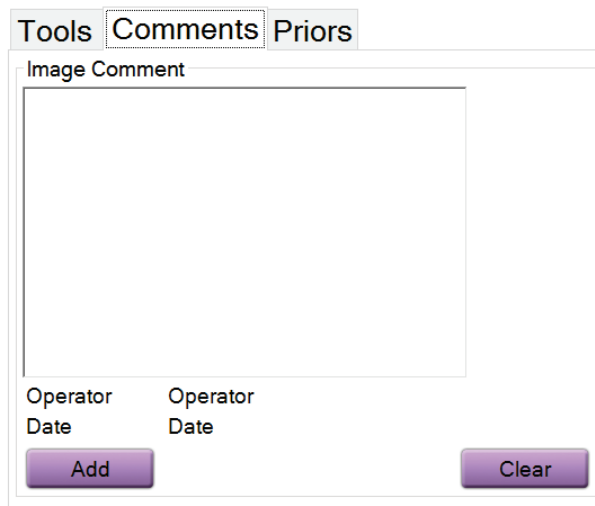 Tools Comments Priors
Image Comment
Operator Operator
Date Date
Add Clear